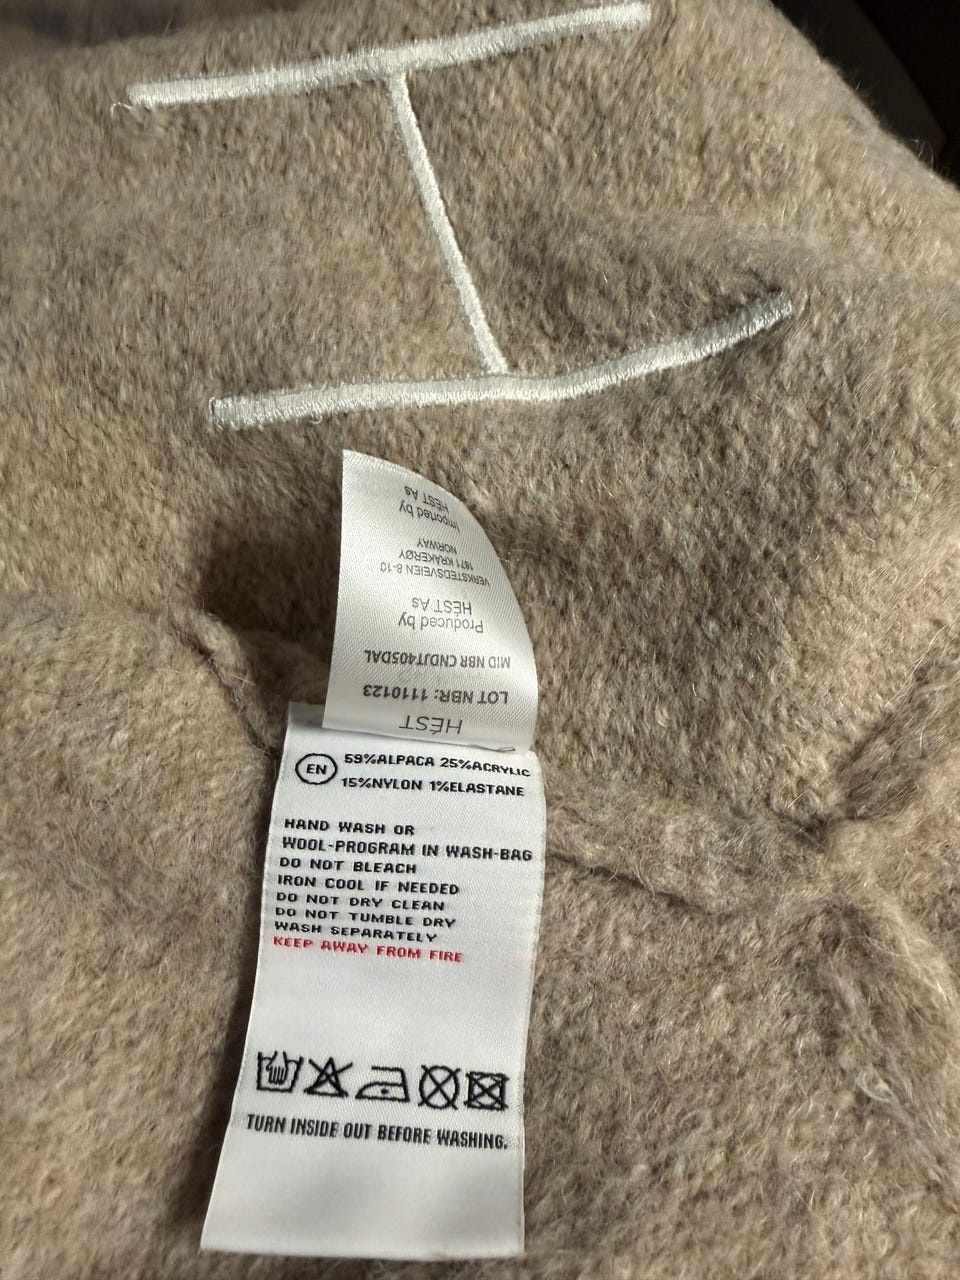 HÉST
LOT NBR: 1110123
MID NBR CNDJT405DAL
Produced by
HÉST AS
VERKSTEDSVEIEN 8-10
1671 KRÅKERØY
NORWAY
Imported by
HÉST AS
EN
59%ALPACA 25%ACRYLIC
15%NYLON 1%ELASTANE
HAND WASH OR
WOOL-PROGRAM IN WASH-BAG
DO NOT BLEACH
IRON COOL IF NEEDED
DO NOT DRY CLEAN
DO NOT TUMBLE DRY
WASH SEPARATELY
KEEP AWAY FROM FIRE
TURN INSIDE OUT BEFORE WASHING.